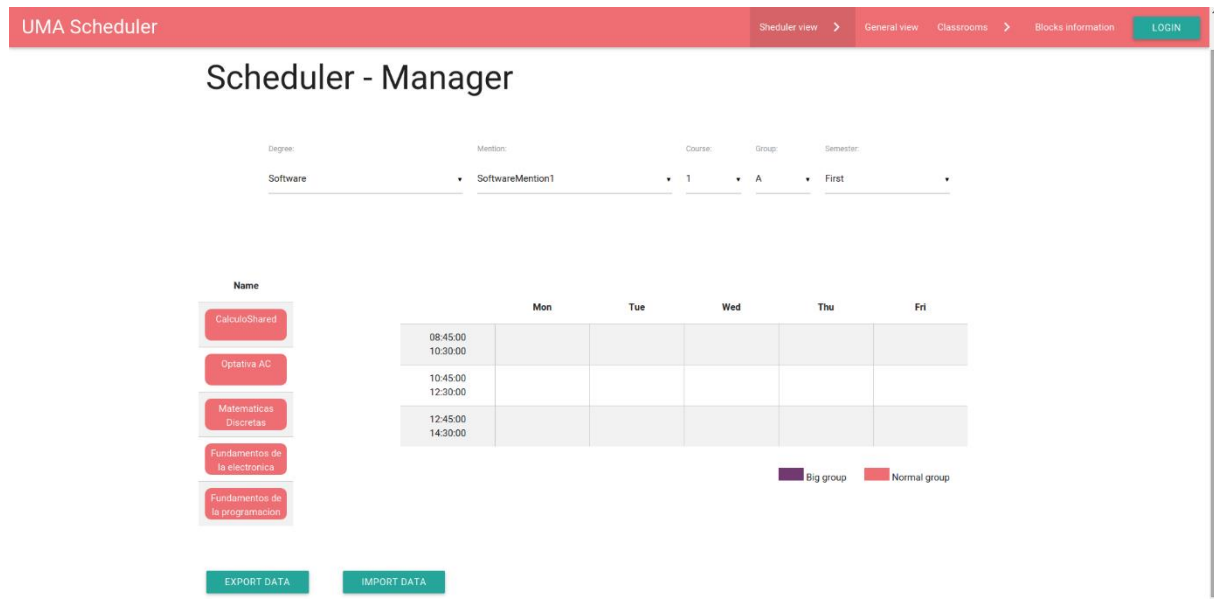 UMA Scheduler
Sheduler view
General view
Classrooms
Blocks information
LOGIN
Scheduler - Manager
Degree:
Mention:
Course:
Group:
Semester:
Software
SoftwareMention1
1
A
First
Name
CalculoShared
Optativa AC
Matematicas
Discretas
Fundamentos de
la electronica
Fundamentos de
la programacion
Mon
Tue
Wed
Thu
Fri
08:45:00
10:30:00
10:45:00
12:30:00
12:45:00
14:30:00
Big group
Normal group
EXPORT DATA
IMPORT DATA